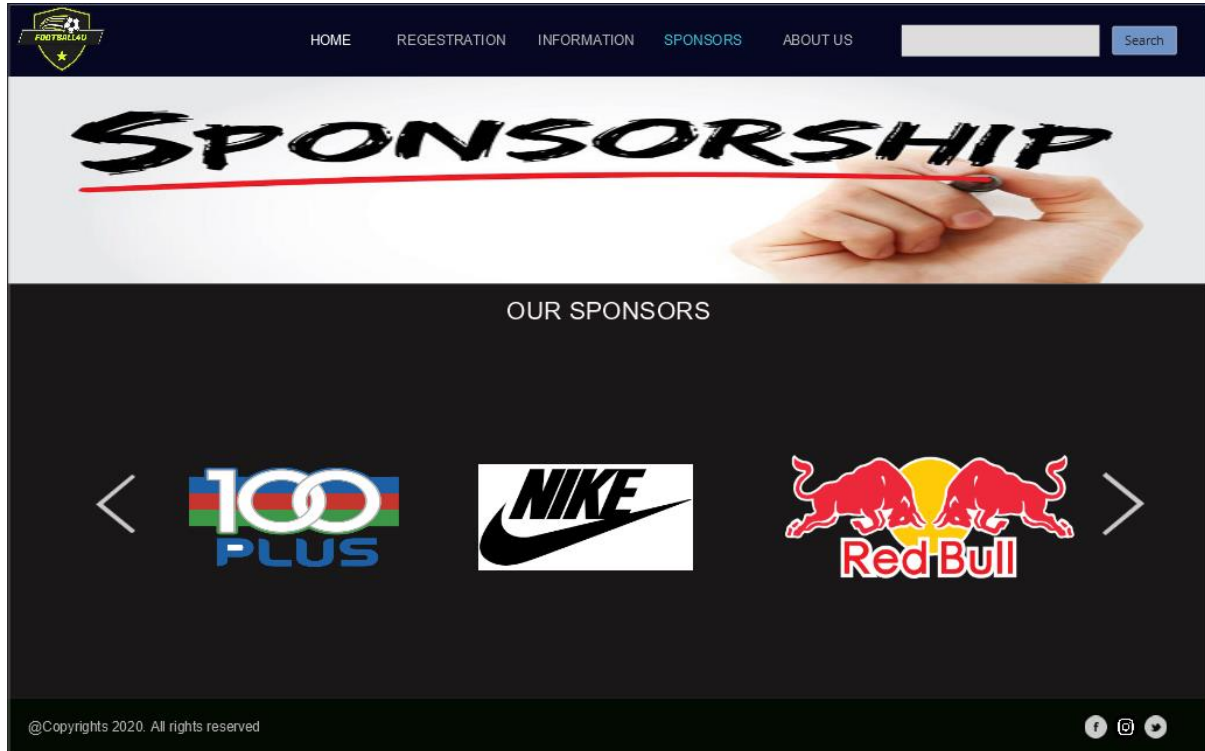 FOOTBALL4U
HOME REGESTRATION INFORMATION SPONSORS ABOUT US Search
SPONSORSHIP
OUR SPONSORS
100
PLUS
NIKE
Red Bull
@Copyrights 2020. All rights reserved